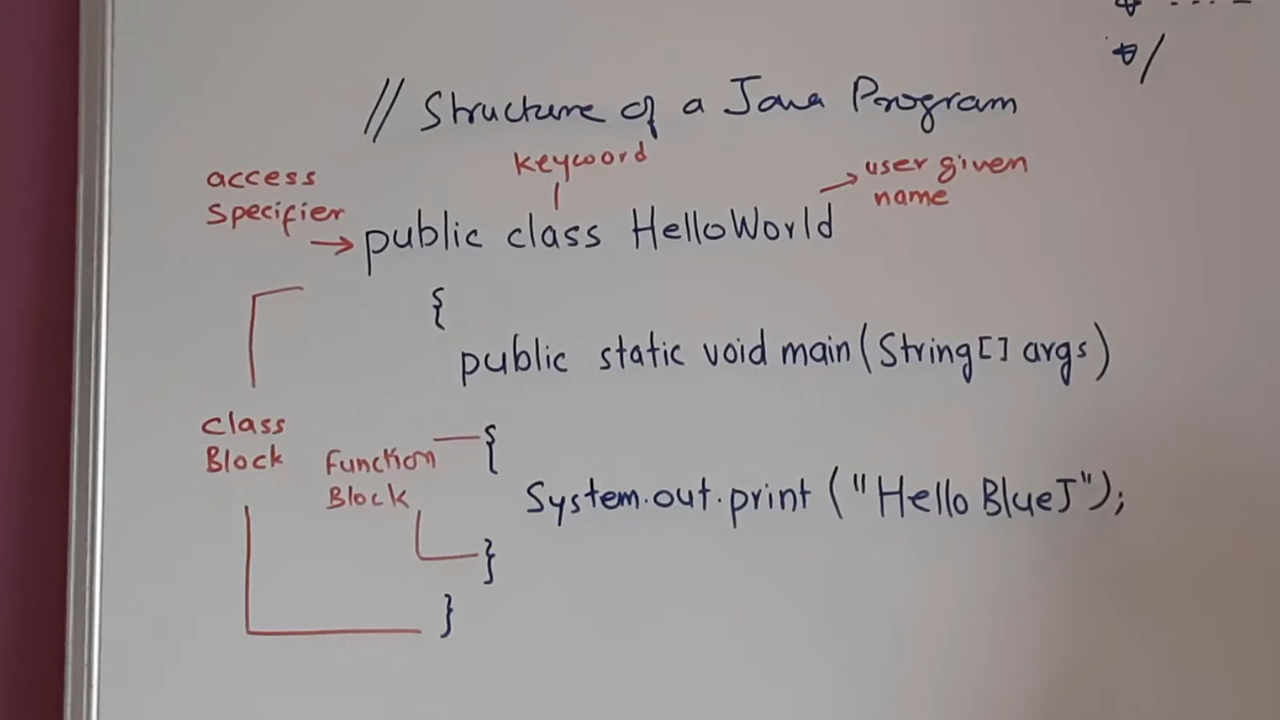 */
// Structure of a Java Program
keyword
access
specifier
user given
name
public class HelloWorld
{
public static void main(String[] args)
class
Block
Function
Block
{
System.out.print("Hello BlueJ");
}
}